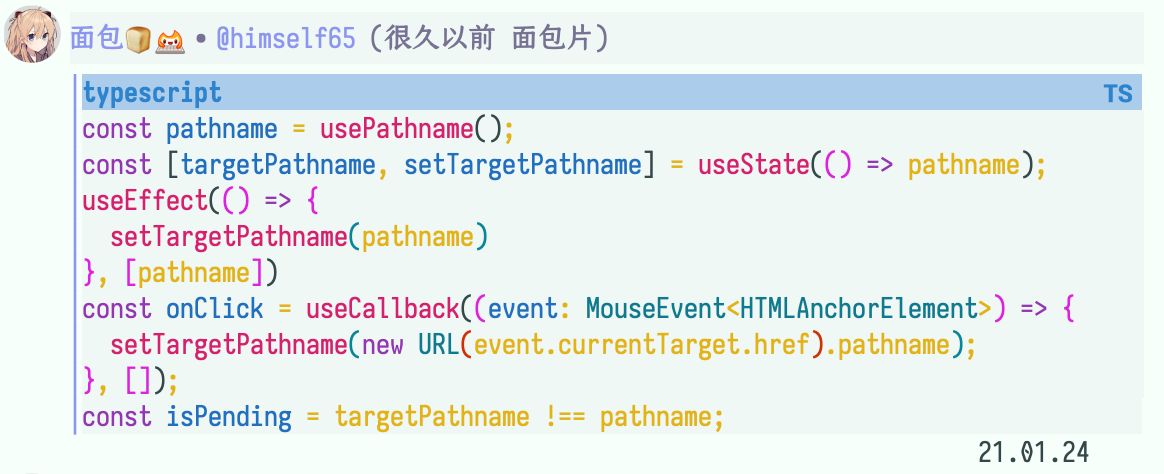 面包🍞 • @himself65 (很久以前 面包片)
typescript TS
const pathname = usePathname();
const [targetPathname, setTargetPathname] = useState(() => pathname);
useEffect(() => {
  setTargetPathname(pathname)
}, [pathname])
const onClick = useCallback((event: MouseEvent<HTMLAnchorElement>) => {
  setTargetPathname(new URL(event.currentTarget.href).pathname);
}, []);
const isPending = targetPathname !== pathname;
21.01.24